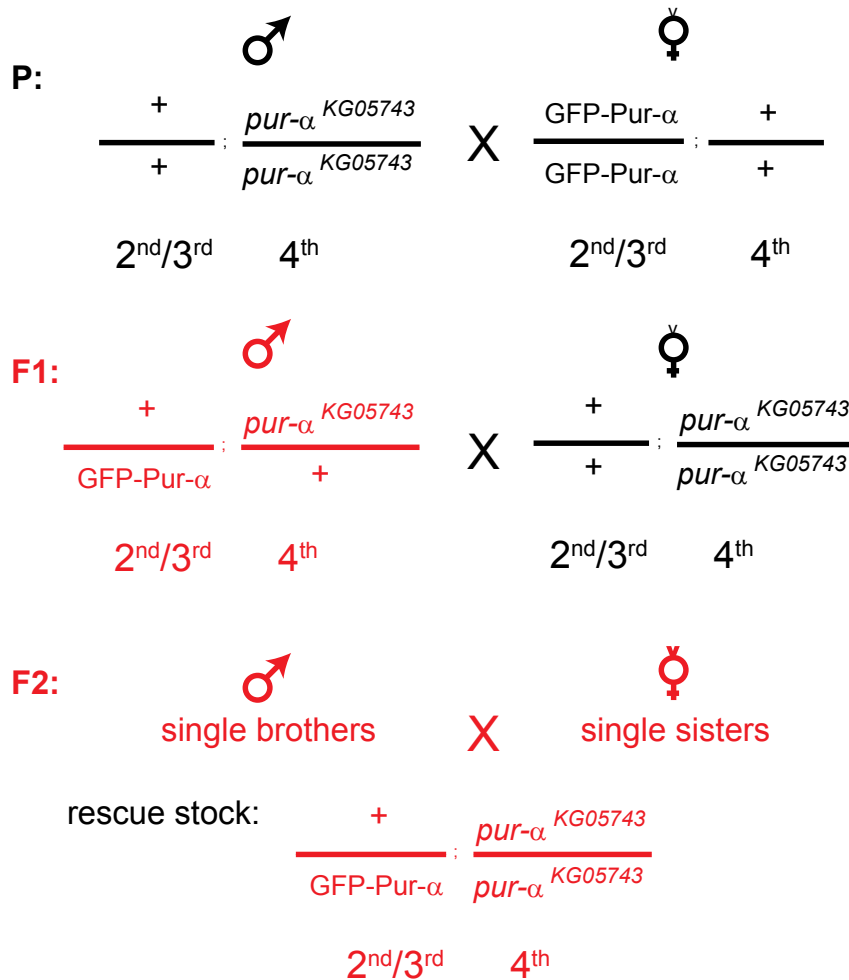 P:
+ ; pur-α KG05743 X GFP-Pur-α ; +
+ pur-α KG05743 GFP-Pur-α +
2nd/3rd 4th 2nd/3rd 4th
F1:
+ ; pur-α KG05743 X + ; pur-α KG05743
GFP-Pur-α + + pur-α KG05743
2nd/3rd 4th 2nd/3rd 4th
F2:
single brothers X single sisters
rescue stock: + ; pur-α KG05743
GFP-Pur-α pur-α KG05743
2nd/3rd 4th